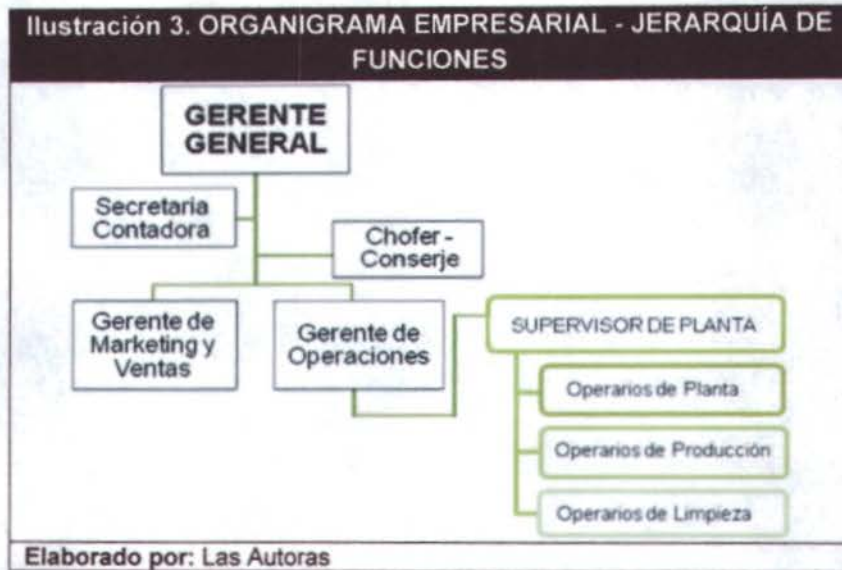 Ilustración 3. ORGANIGRAMA EMPRESARIAL - JERARQUÍA DE
FUNCIONES
GERENTE
GENERAL
Secretaria
Contadora
Chofer -
Conserje
Gerente de
Marketing y
Ventas
Gerente de
Operaciones
SUPERVISOR DE PLANTA
Operarios de Planta
Operarios de Producción
Operarios de Limpieza
Elaborado por: Las Autoras